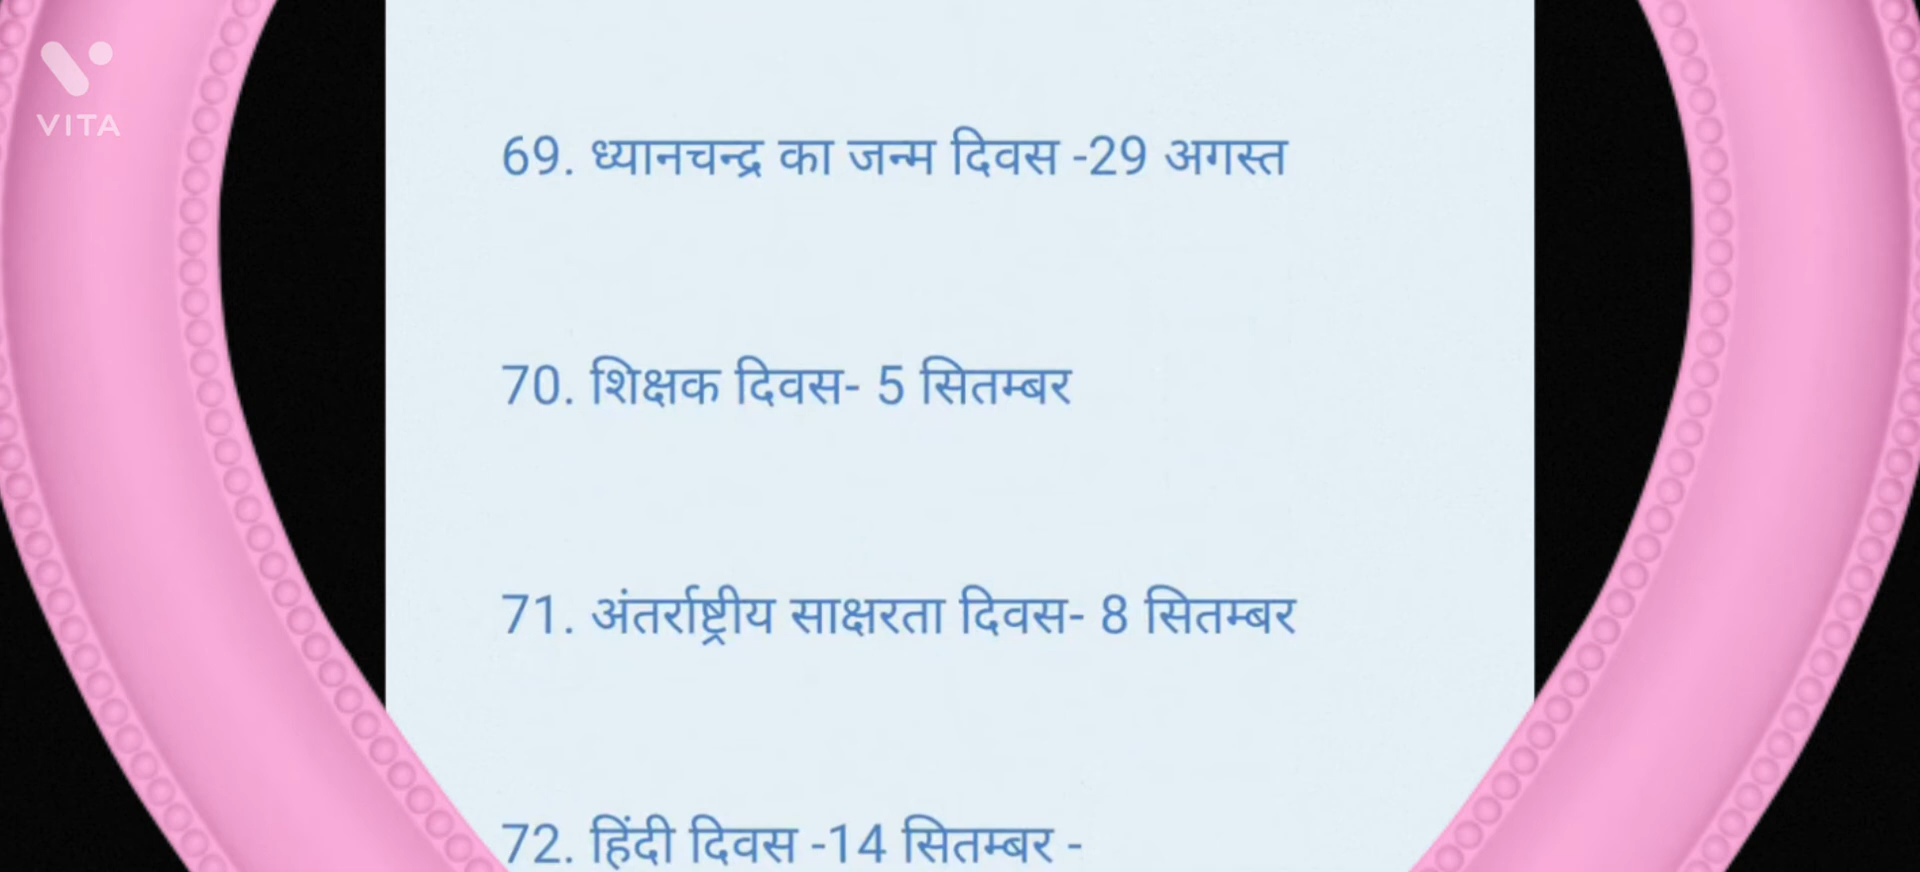 VITA
69. ध्यानचन्द्र का जन्म दिवस -29 अगस्त
70. शिक्षक दिवस- 5 सितम्बर
71. अंतर्राष्ट्रीय साक्षरता दिवस- 8 सितम्बर
72. हिंदी दिवस -14 सितम्बर -